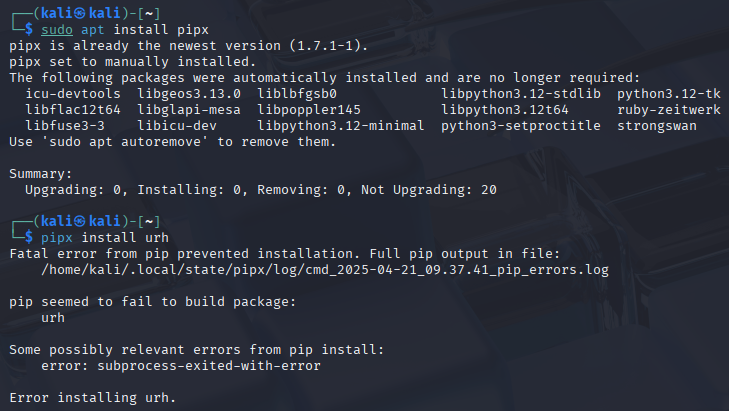 ┌──(kali㉿kali)-[~]
└─$ sudo apt install pipx
pipx is already the newest version (1.7.1-1).
pipx set to manually installed.
The following packages were automatically installed and are no longer required:
  icu-devtools  libgeos3.13.0  liblbfgsb0             libpython3.12-stdlib  python3.12-tk
  libflac12t64  libglapi-mesa  libpoppler145          libpython3.12t64      ruby-zeitwerk
  libfuse3-3    libicu-dev     libpython3.12-minimal  python3-setproctitle  strongswan
Use 'sudo apt autoremove' to remove them.

Summary:
  Upgrading: 0, Installing: 0, Removing: 0, Not Upgrading: 20

┌──(kali㉿kali)-[~]
└─$ pipx install urh
Fatal error from pip prevented installation. Full pip output in file:
    /home/kali/.local/state/pipx/log/cmd_2025-04-21_09.37.41_pip_errors.log

pip seemed to fail to build package:
    urh

Some possibly relevant errors from pip install:
    error: subprocess-exited-with-error

Error installing urh.